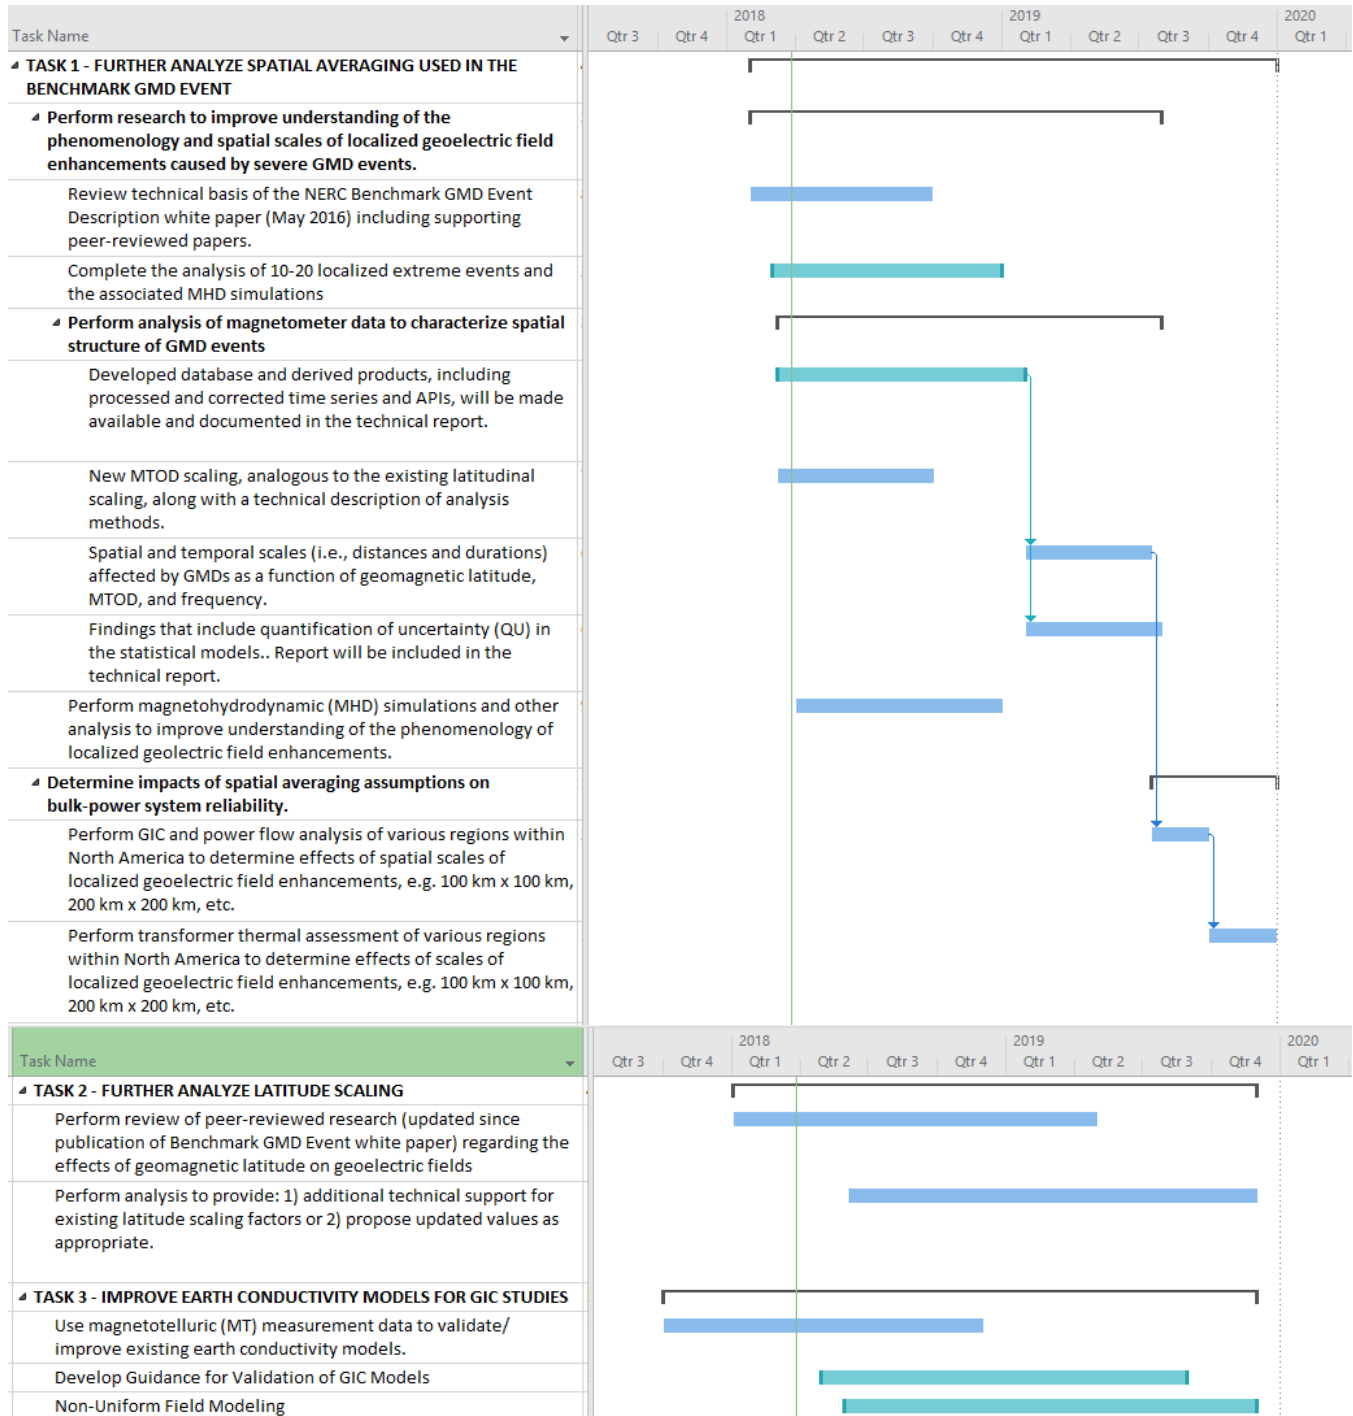 2018 2019 2020
Task Name Qtr 3 Qtr 4 Qtr 1 Qtr 2 Qtr 3 Qtr 4 Qtr 1 Qtr 2 Qtr 3 Qtr 4 Qtr 1
TASK 1 - FURTHER ANALYZE SPATIAL AVERAGING USED IN THE
BENCHMARK GMD EVENT
Perform research to improve understanding of the
phenomenology and spatial scales of localized geoelectric field
enhancements caused by severe GMD events.
Review technical basis of the NERC Benchmark GMD Event
Description white paper (May 2016) including supporting
peer-reviewed papers.
Complete the analysis of 10-20 localized extreme events and
the associated MHD simulations
Perform analysis of magnetometer data to characterize spatial
structure of GMD events
Developed database and derived products, including
processed and corrected time series and APIs, will be made
available and documented in the technical report.
New MTOD scaling, analogous to the existing latitudinal
scaling, along with a technical description of analysis
methods.
Spatial and temporal scales (i.e., distances and durations)
affected by GMDs as a function of geomagnetic latitude,
MTOD, and frequency.
Findings that include quantification of uncertainty (QU) in
the statistical models.. Report will be included in the
technical report.
Perform magnetohydrodynamic (MHD) simulations and other
analysis to improve understanding of the phenomenology of
localized geolectric field enhancements.
Determine impacts of spatial averaging assumptions on
bulk-power system reliability.
Perform GIC and power flow analysis of various regions within
North America to determine effects of spatial scales of
localized geoelectric field enhancements, e.g. 100 km x 100 km,
200 km x 200 km, etc.
Perform transformer thermal assessment of various regions
within North America to determine effects of scales of
localized geoelectric field enhancements, e.g. 100 km x 100 km,
200 km x 200 km, etc.
2018 2019 2020
Task Name Qtr 3 Qtr 4 Qtr 1 Qtr 2 Qtr 3 Qtr 4 Qtr 1 Qtr 2 Qtr 3 Qtr 4 Qtr 1
TASK 2 - FURTHER ANALYZE LATITUDE SCALING
Perform review of peer-reviewed research (updated since
publication of Benchmark GMD Event white paper) regarding the
effects of geomagnetic latitude on geoelectric fields
Perform analysis to provide: 1) additional technical support for
existing latitude scaling factors or 2) propose updated values as
appropriate.
TASK 3 - IMPROVE EARTH CONDUCTIVITY MODELS FOR GIC STUDIES
Use magnetotelluric (MT) measurement data to validate/
improve existing earth conductivity models.
Develop Guidance for Validation of GIC Models
Non-Uniform Field Modeling